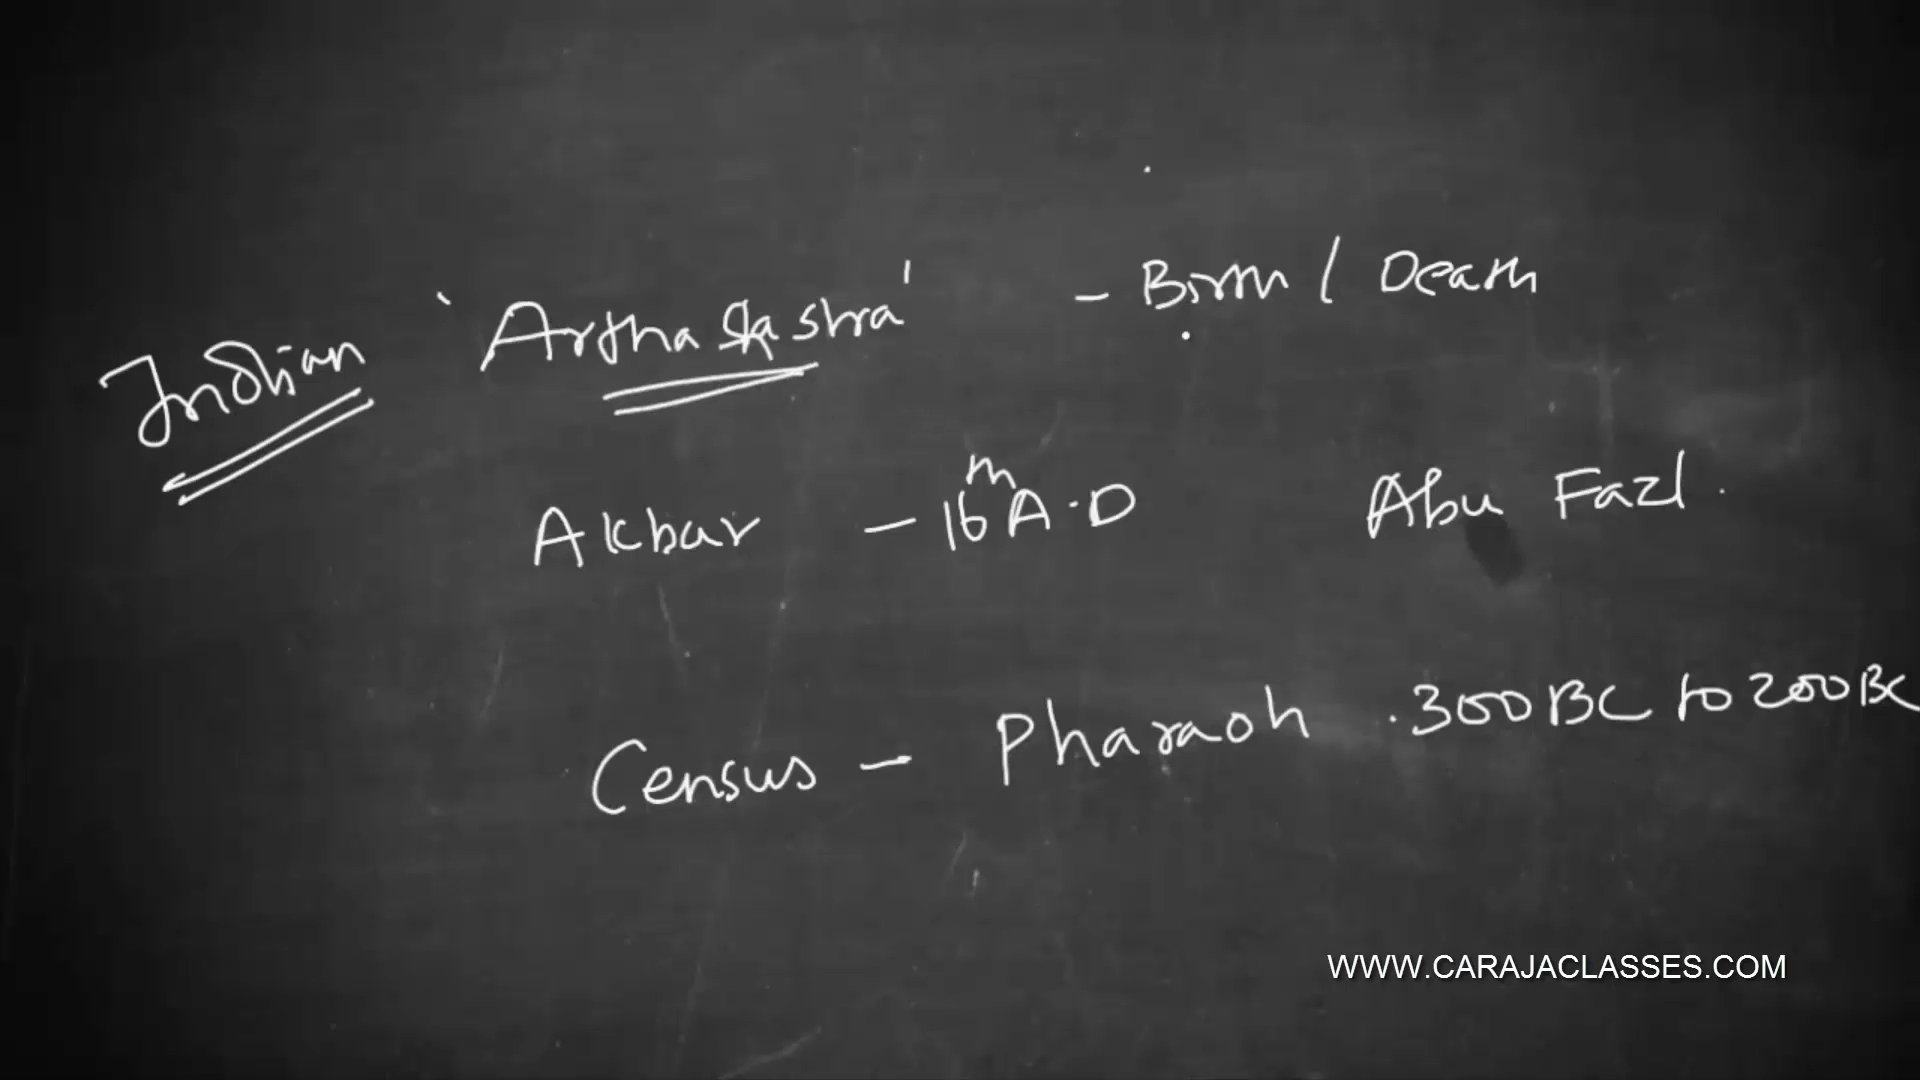 Indian 'Arthashastra' - Birth / Death
Akbar - 16th A.D Abu Fazl.
Census - Pharaoh . 300 BC to 200 BC
WWW.CARAJACLASSES.COM